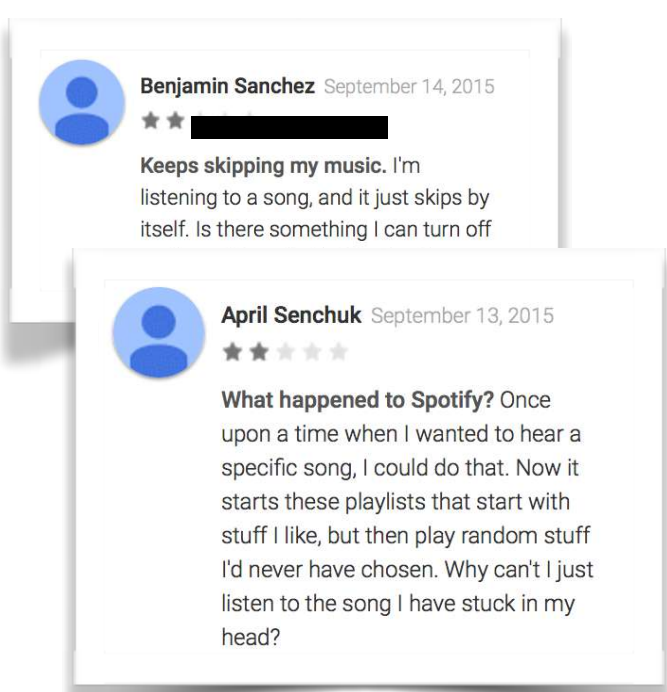 Benjamin Sanchez September 14, 2015
Keeps skipping my music. I'm
listening to a song, and it just skips by
itself. Is there something I can turn off
April Senchuk September 13, 2015
What happened to Spotify? Once
upon a time when I wanted to hear a
specific song, I could do that. Now it
starts these playlists that start with
stuff I like, but then play random stuff
I'd never have chosen. Why can't I just
listen to the song I have stuck in my
head?